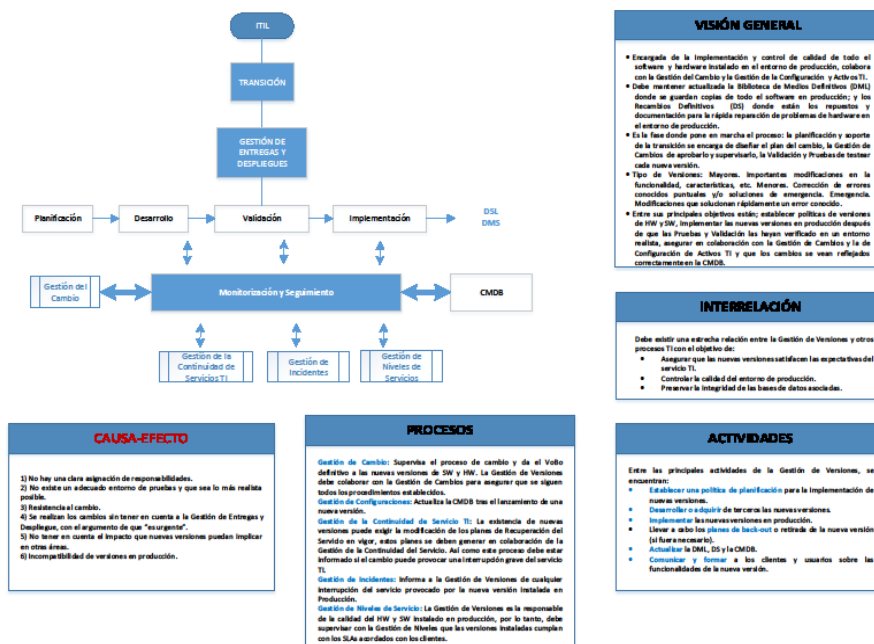 ITIL
TRANSICIÓN
GESTIÓN DE
ENTREGAS Y
DESPLIEGUES
Planificación
Desarrollo
Validación
Implementación
DSL
DMS
Gestión del
Cambio
Monitorización y Seguimiento
CMDB
Gestión de la
Continuidad de
Servicios TI
Gestión de
Incidentes
Gestión de
Niveles de
Servicios
VISIÓN GENERAL
• Encargada de la Implementación y control de calidad de todo el
software y hardware instalado en el entorno de producción, colabora
con la Gestión del Cambio y la Gestión de la Configuración y Activos TI.
• Debe mantener actualizada la Biblioteca de Medios Definitivos (DML)
donde se guardan copias de todo el software en producción; y los
Recambios Definitivos (DS) donde están los repuestos y
documentación para la rápida reparación de problemas de hardware en
el entorno de producción.
• Es la fase donde pone en marcha el proceso: la planificación y soporte
de la transición se encarga de diseñar el plan del cambio, la Gestión de
Cambios de aprobarlo y supervisarlo, la Validación y Pruebas de testear
cada nueva versión.
• Tipo de Versiones: Mayores. Importantes modificaciones en la
funcionalidad, características, etc. Menores. Corrección de errores
conocidos puntuales y/o soluciones de emergencia. Emergencia.
Modificaciones que solucionan rápidamente un error conocido.
• Entre sus principales objetivos están; establecer políticas de versiones
de HW y SW, Implementar las nuevas versiones en producción después
de que las Pruebas y Validación las hayan verificado en un entorno
realista, asegurar en colaboración con la Gestión de Cambios y la de
Configuración de Activos TI y que los cambios se vean reflejados
correctamente en la CMDB.
INTERRELACIÓN
Debe existir una estrecha relación entre la Gestión de Versiones y otros
procesos TI con el objetivo de:
• Asegurar que las nuevas versiones satisfacen las expectativas del
servicio TI.
• Controlar la calidad del entorno de producción.
• Preservar la integridad de las bases de datos asociadas.
CAUSA-EFECTO
1) No hay una clara asignación de responsabilidades.
2) No existe un adecuado entorno de pruebas y que sea lo más realista
posible.
3) Resistencia al cambio.
4) Se realizan los cambios sin tener en cuenta a la Gestión de Entregas y
Despliegue, con el argumento de que "es urgente".
5) No tener en cuenta el impacto que nuevas versiones puedan implicar
en otras áreas.
6) Incompatibilidad de versiones en producción.
PROCESOS
Gestión de Cambio: Supervisa el proceso de cambio y da el VoBo
definitivo a las nuevas versiones de SW y HW. La Gestión de Versiones
debe colaborar con la Gestión de Cambios para asegurar que se siguen
todos los procedimientos establecidos.
Gestión de Configuraciones: Actualiza la CMDB tras el lanzamiento de una
nueva versión.
Gestión de la Continuidad de Servicio TI: La existencia de nuevas
versiones puede exigir la modificación de los planes de Recuperación del
Servicio en vigor, estos planes se deben generar en colaboración de la
Gestión de la Continuidad del Servicio. Así como este proceso debe estar
informado si el cambio puede provocar una interrupción grave del servicio
TI.
Gestión de Incidentes: Informa a la Gestión de Versiones de cualquier
interrupción del servicio provocado por la nueva versión instalada en
Producción.
Gestión de Niveles de Servicio: La Gestión de Versiones es la responsable
de la calidad del HW y SW instalado en producción, por lo tanto, debe
supervisar con la Gestión de Niveles que las versiones instaladas cumplan
con los SLAs acordados con los clientes.
ACTIVIDADES
Entre las principales actividades de la Gestión de Versiones, se
encuentran:
• Establecer una política de planificación para la implementación de
nuevas versiones.
• Desarrollar o adquirir de terceros las nuevas versiones.
• Implementar las nuevas versiones en producción.
• Llevar a cabo los planes de back-out o retirada de la nueva versión
(si fuera necesario).
• Actualizar la DML, DS y la CMDB.
• Comunicar y formar a los clientes y usuarios sobre las
funcionalidades de la nueva versión.